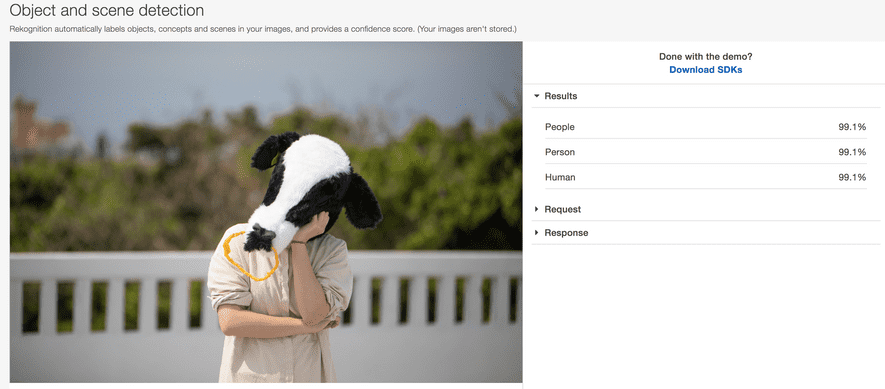 Object and scene detection
Rekognition automatically labels objects, concepts and scenes in your images, and provides a confidence score. (Your images aren't stored.)
Done with the demo?
Download SDKs
Results
People 99.1%
Person 99.1%
Human 99.1%
Request
Response